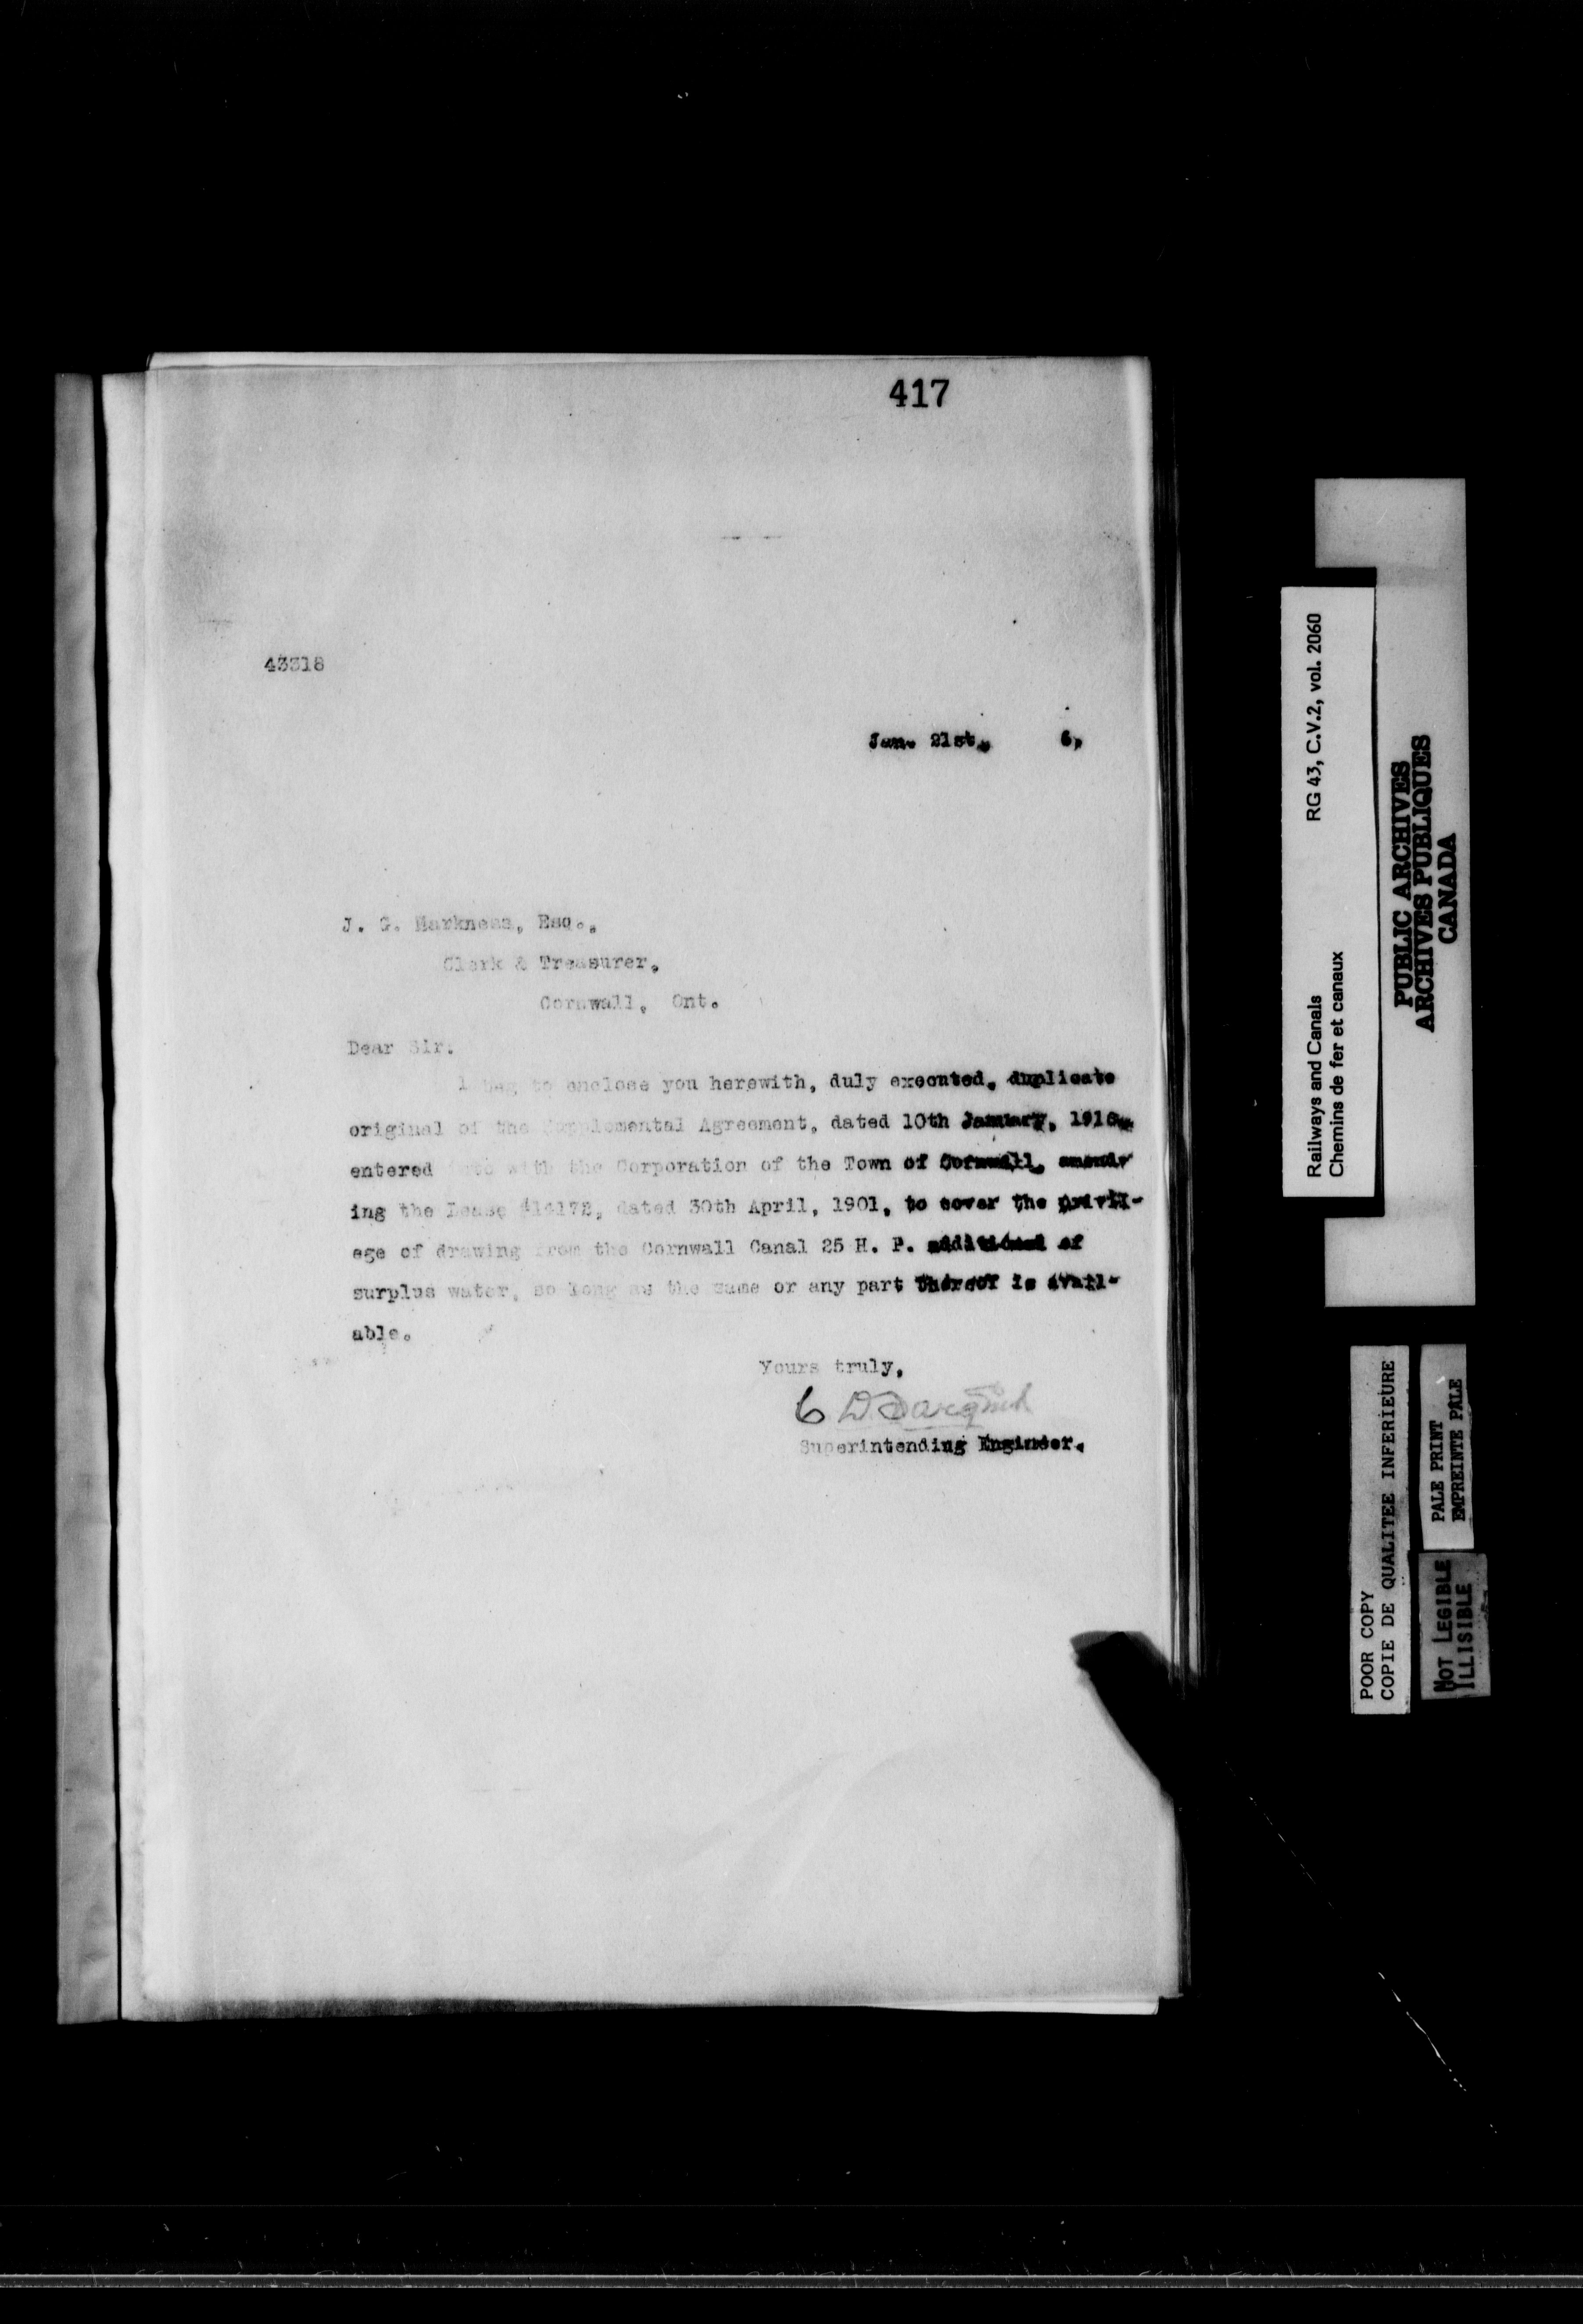 417
43318
Jan. 21st, 6,
J. G. Harkness, Esq.,
Clerk & Treasurer,
Cornwall, Ont.
Dear Sir:
I beg to enclose you herewith, duly executed, duplicate
original of the Supplemental Agreement, dated 10th January, 1916,
entered into with the Corporation of the Town of Cornwall, amend-
ing the Lease dated 30th April, 1901, to cover the privil-
ege of drawing from the Cornwall Canal 25 H. P. additional of
surplus water, so long as the same or any part thereof is avail-
able.
Yours truly,
Superintending Engineer.
Railways and Canals RG 43, C.V.2, vol. 2060
Chemins de fer et canaux
PUBLIC ARCHIVES
ARCHIVES PUBLIQUES
CANADA
POOR COPY
COPIE DE QUALITEE INFERIEURE
PALE PRINT
EMPREINTE PÂLE
NOT LEGIBLE
ILLISIBLE